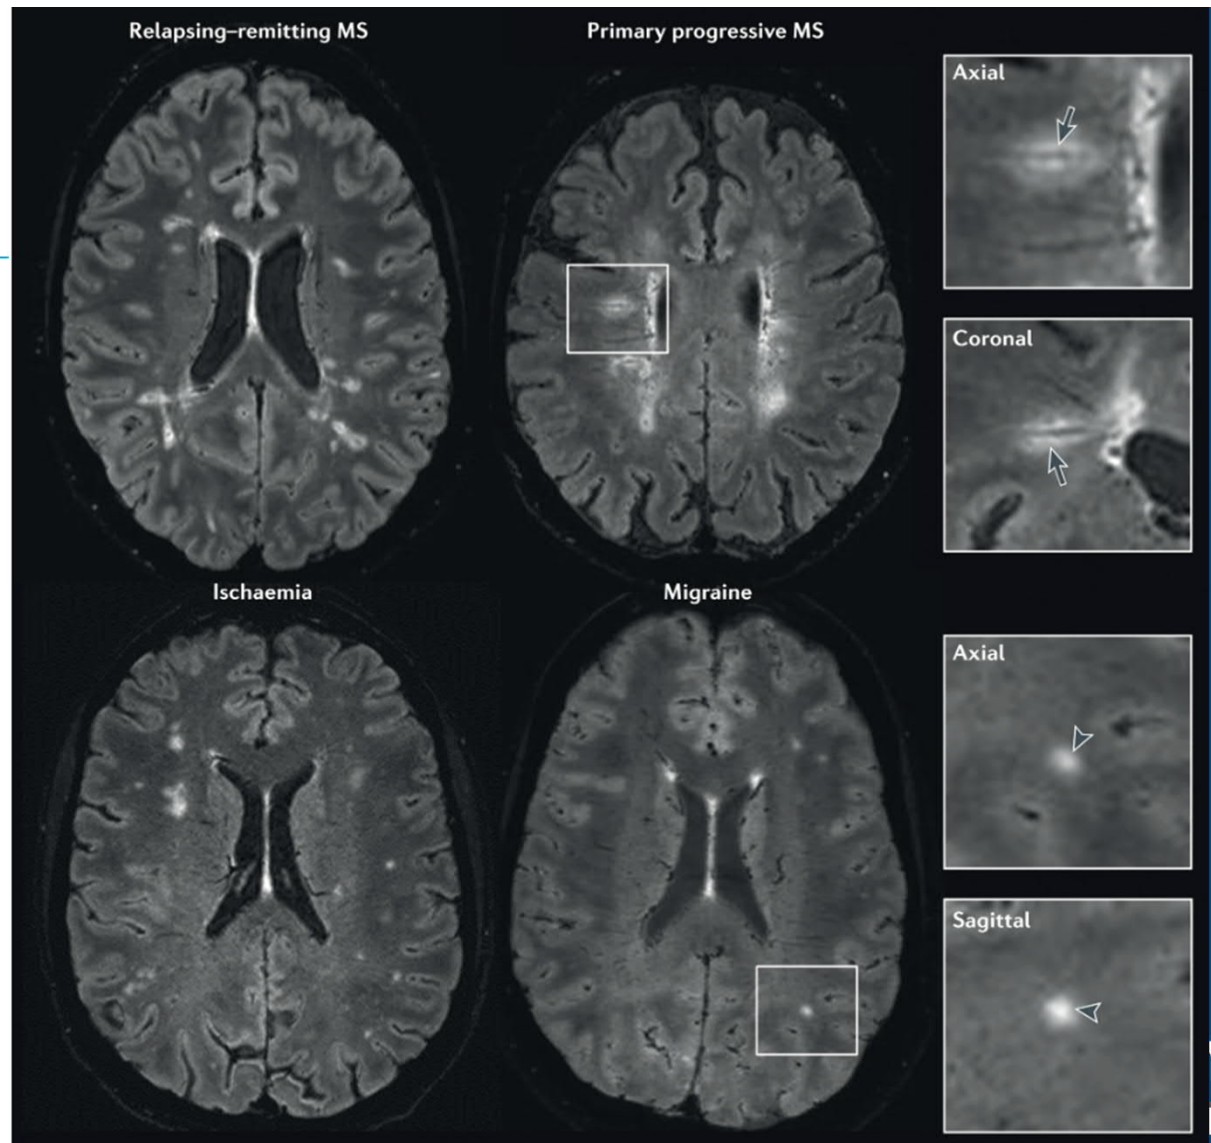 Relapsing–remitting MS
Primary progressive MS
Axial
Coronal
Ischaemia
Migraine
Axial
Sagittal